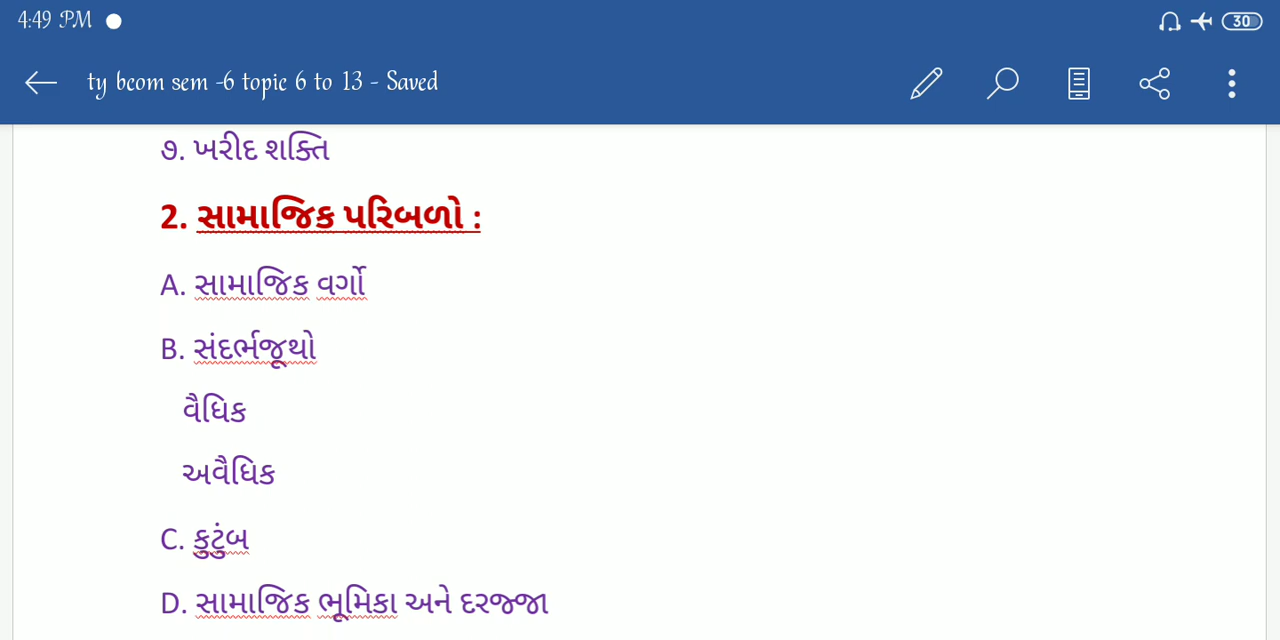 4:49 PM
30
ty bcom sem -6 topic 6 to 13 - Saved
૭. ખરીદ શક્તિ
2. સામાજિક પરિબળો :
A. સામાજિક વર્ગો
B. સંદર્ભજૂથો
વૈધિક
અવૈધિક
C. કુટુંબ
D. સામાજિક ભૂમિકા અને દરજ્જા